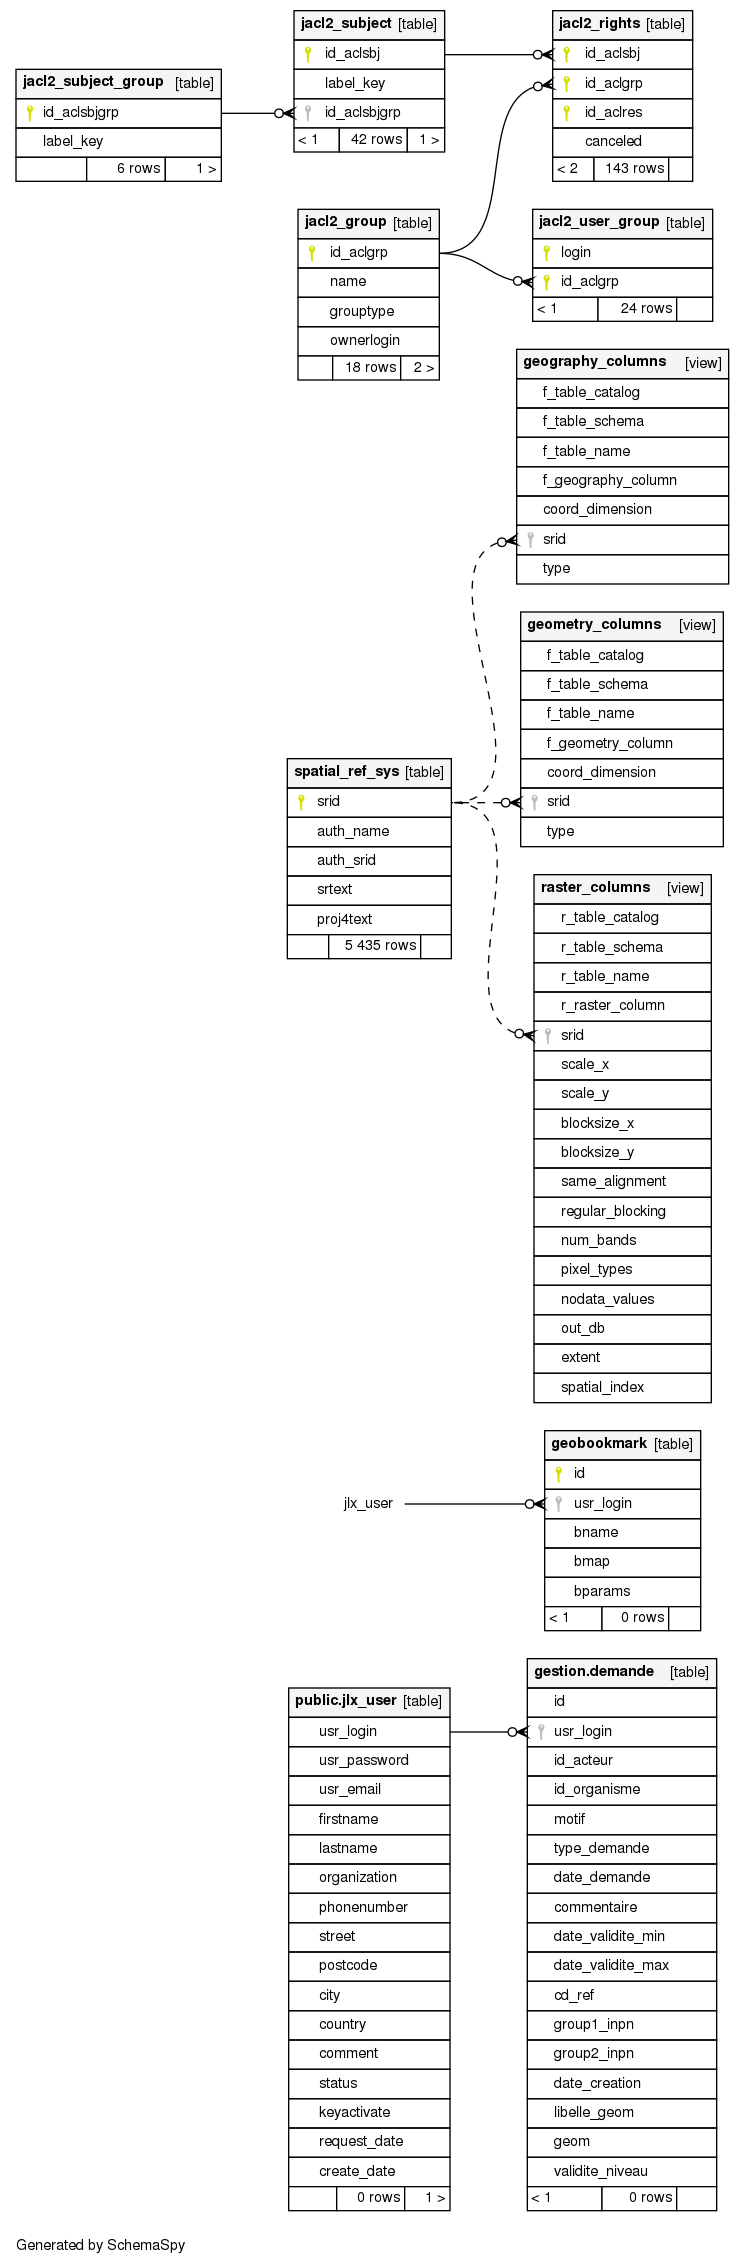 jacl2_subject_group [table]
id_aclsbjgrp
label_key
6 rows 1 >
jacl2_subject [table]
id_aclsbj
label_key
id_aclsbjgrp
< 1 42 rows 1 >
jacl2_rights [table]
id_aclsbj
id_aclgrp
id_aclres
canceled
< 2 143 rows
jacl2_group [table]
id_aclgrp
name
grouptype
ownerlogin
18 rows 2 >
jacl2_user_group [table]
login
id_aclgrp
< 1 24 rows
geography_columns [view]
f_table_catalog
f_table_schema
f_table_name
f_geography_column
coord_dimension
srid
type
geometry_columns [view]
f_table_catalog
f_table_schema
f_table_name
f_geometry_column
coord_dimension
srid
type
spatial_ref_sys [table]
srid
auth_name
auth_srid
srtext
proj4text
5 435 rows
raster_columns [view]
r_table_catalog
r_table_schema
r_table_name
r_raster_column
srid
scale_x
scale_y
blocksize_x
blocksize_y
same_alignment
regular_blocking
num_bands
pixel_types
nodata_values
out_db
extent
spatial_index
jlx_user
geobookmark [table]
id
usr_login
bname
bmap
bparams
< 1 0 rows
public.jlx_user [table]
usr_login
usr_password
usr_email
firstname
lastname
organization
phonenumber
street
postcode
city
country
comment
status
keyactivate
request_date
create_date
0 rows 1 >
gestion.demande [table]
id
usr_login
id_acteur
id_organisme
motif
type_demande
date_demande
commentaire
date_validite_min
date_validite_max
cd_ref
group1_inpn
group2_inpn
date_creation
libelle_geom
geom
validite_niveau
< 1 0 rows
Generated by SchemaSpy